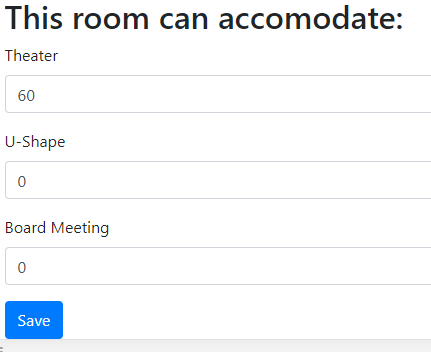 This room can accomodate:
Theater
60
U-Shape
0
Board Meeting
0
Save